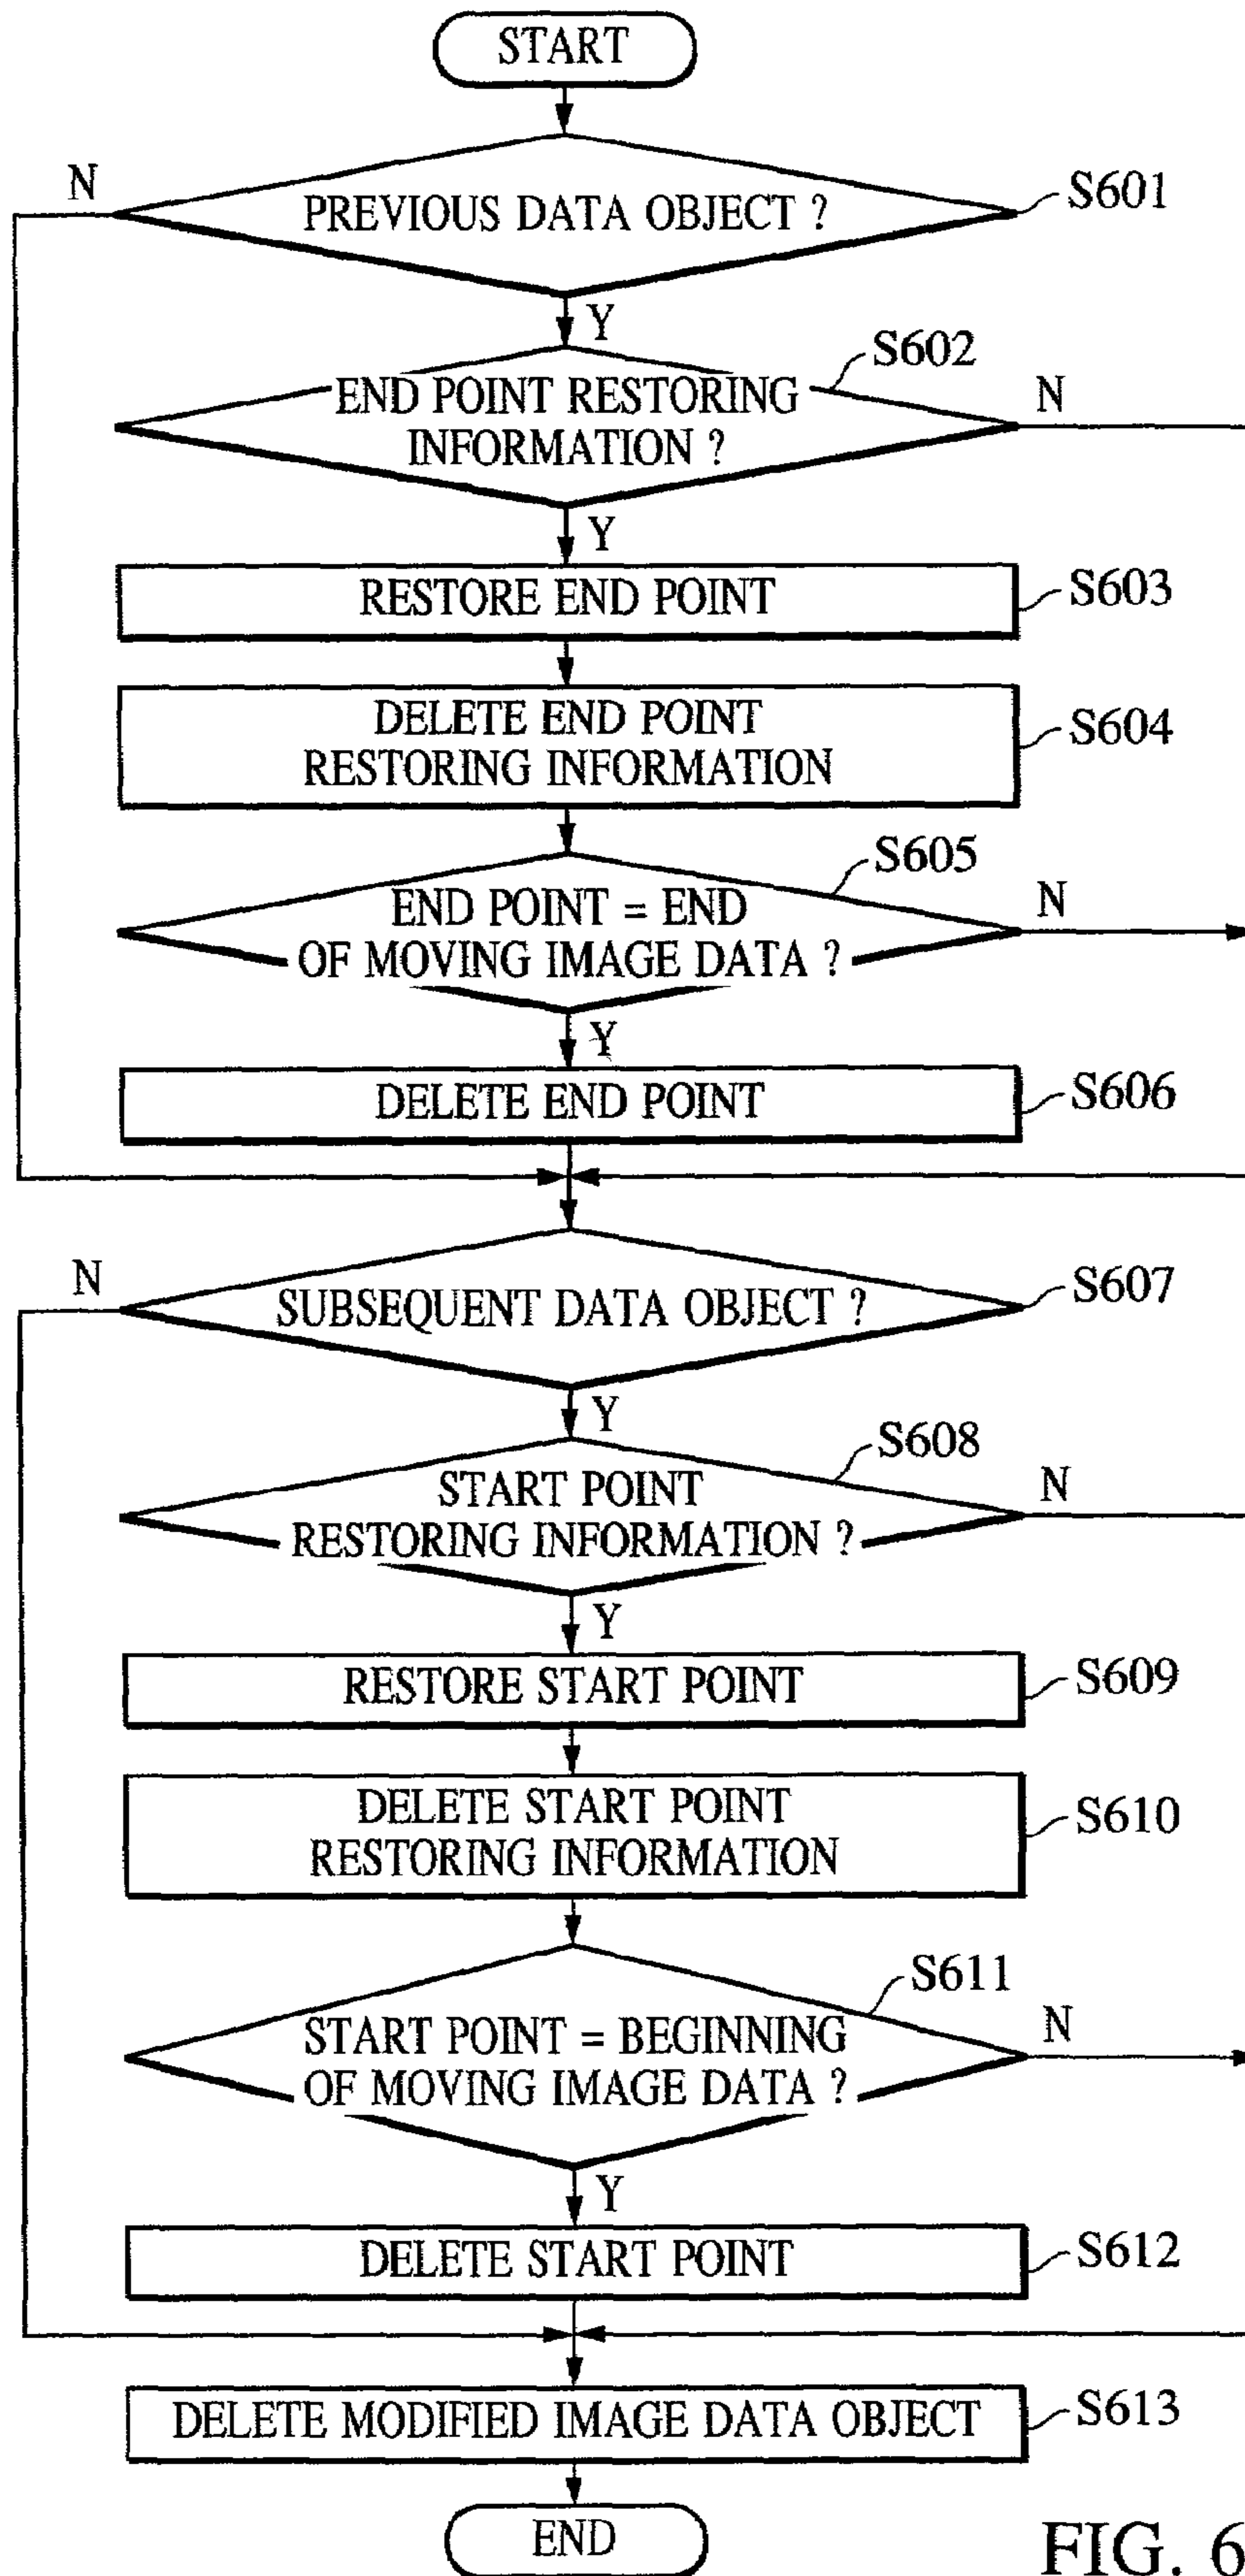 START
N
PREVIOUS DATA OBJECT ?
S601
Y
S602
END POINT RESTORING
INFORMATION ?
N
Y
RESTORE END POINT
S603
DELETE END POINT
RESTORING INFORMATION
S604
S605
END POINT = END
OF MOVING IMAGE DATA ?
N
Y
DELETE END POINT
S606
N
SUBSEQUENT DATA OBJECT ?
S607
Y
S608
START POINT
RESTORING INFORMATION ?
N
Y
RESTORE START POINT
S609
DELETE START POINT
RESTORING INFORMATION
S610
S611
START POINT = BEGINNING
OF MOVING IMAGE DATA ?
N
Y
DELETE START POINT
S612
DELETE MODIFIED IMAGE DATA OBJECT
S613
END
FIG. 6